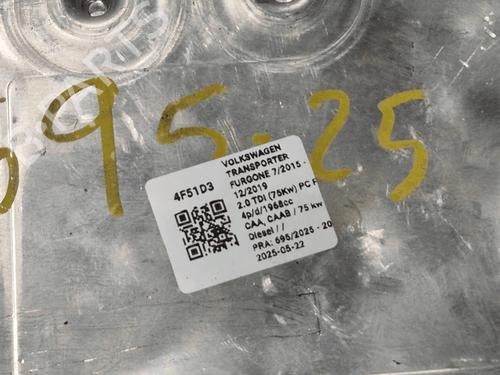 695.25
4F51D3
VOLKSWAGEN
TRANSPORTER
FURGONE 7/2015 -
12/2019
2.0 TDI (75Kw) PC F
4p/d/1968cc
CAA, CAAB / 75 kw
Diesel / /
PRA: 695/2025 - 20
2025-05-22